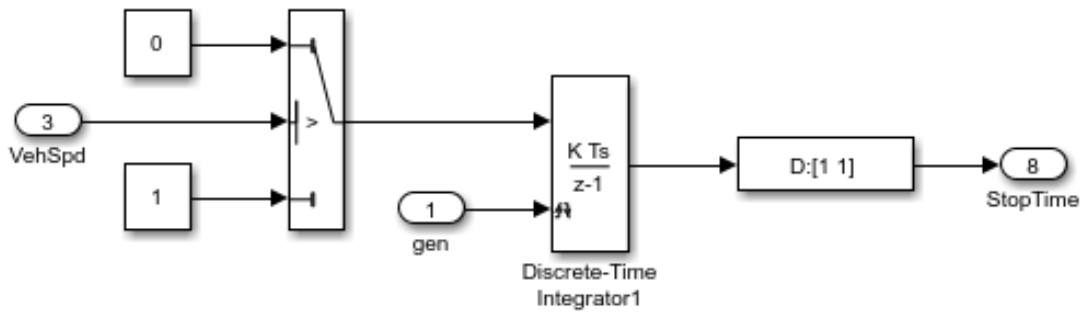 0
3
VehSpd
>
1
1
gen
K Ts
z-1
Discrete-Time
Integrator1
D:[1 1]
8
StopTime